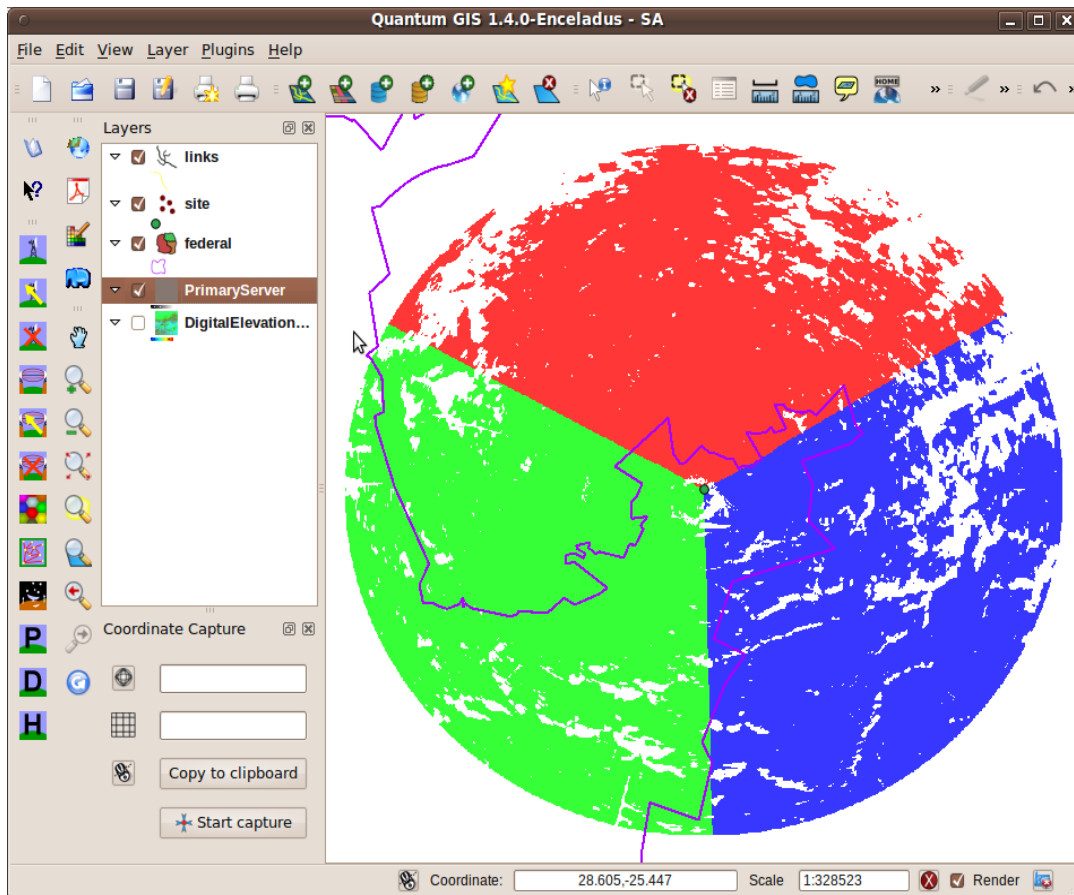 Quantum GIS 1.4.0-Enceladus - SA
File Edit View Layer Plugins Help
HOME
» » »
Layers
links
site
federal
PrimaryServer
DigitalElevation...
Coordinate Capture
P
D
H
Copy to clipboard
Start capture
Coordinate: 28.605,-25.447 Scale 1:328523 Render